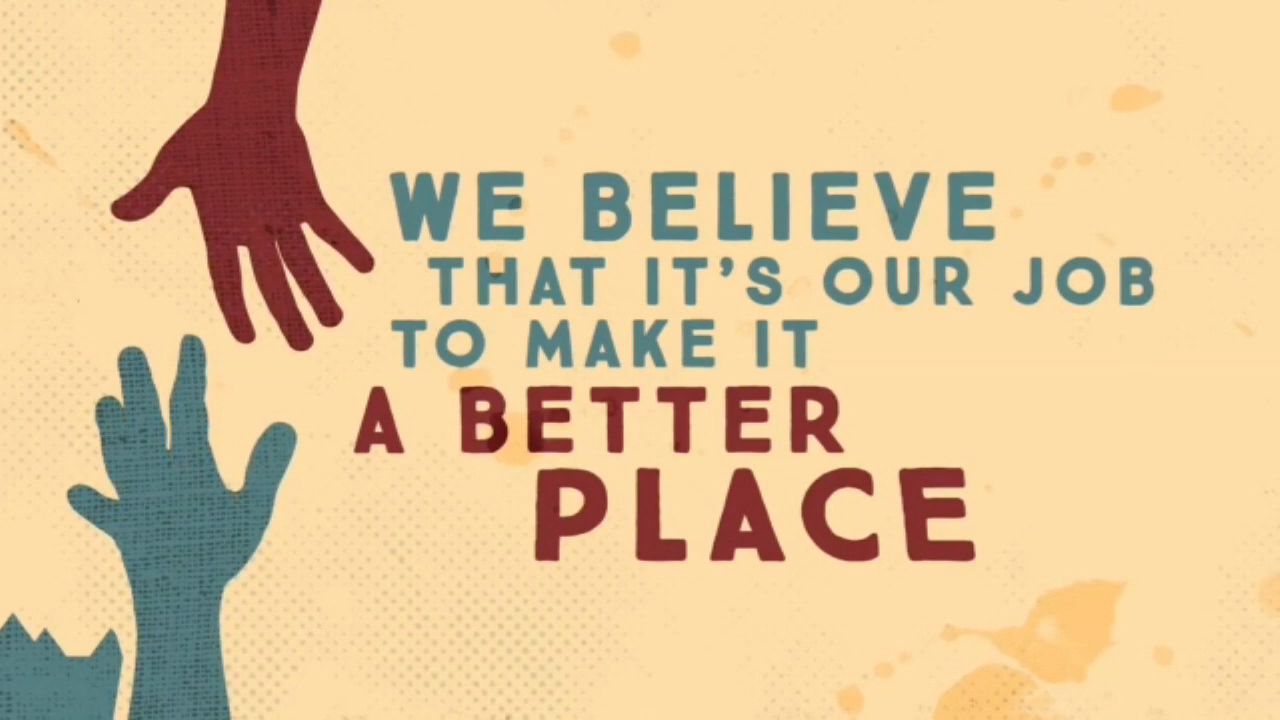 WE BELIEVE
THAT IT’S OUR JOB
TO MAKE IT
A BETTER
PLACE